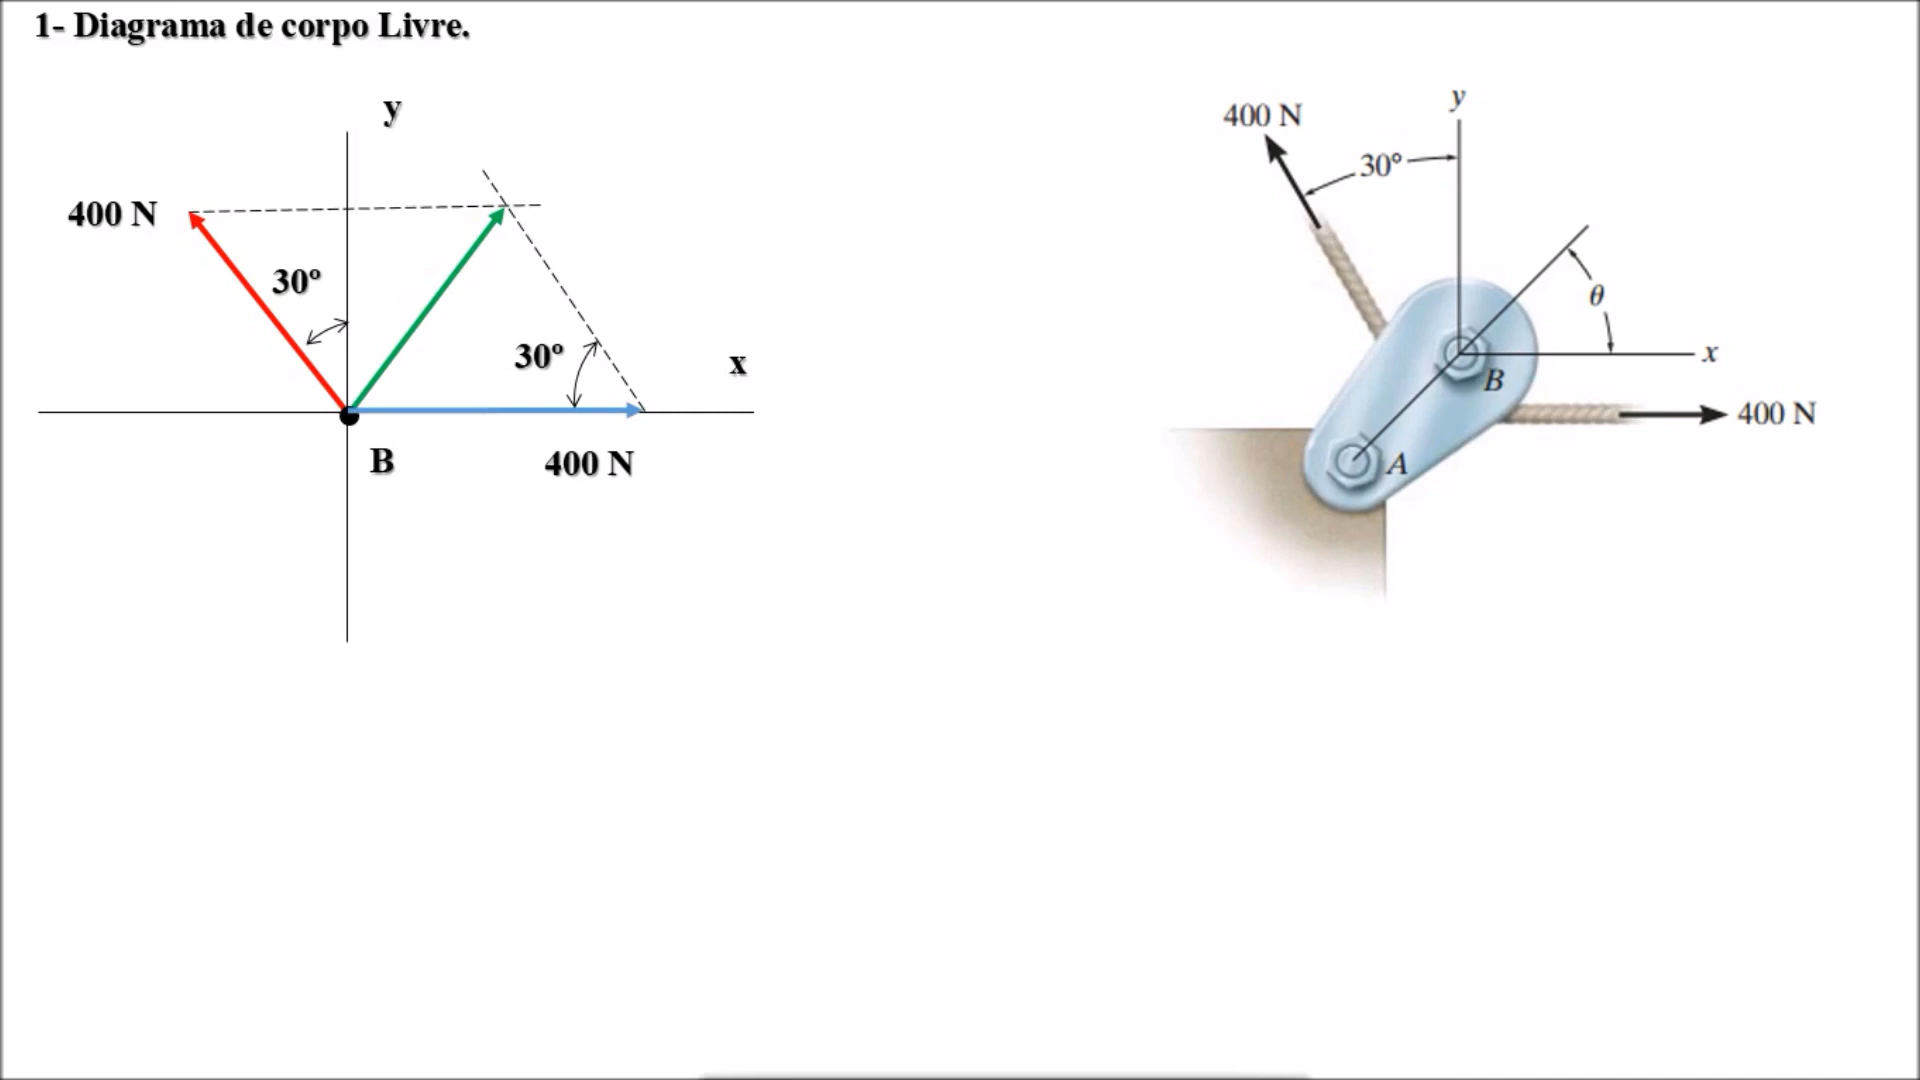 1- Diagrama de corpo Livre.
y
400 N
30º
30º
x
B
400 N
y
400 N
30°
θ
x
B
400 N
A